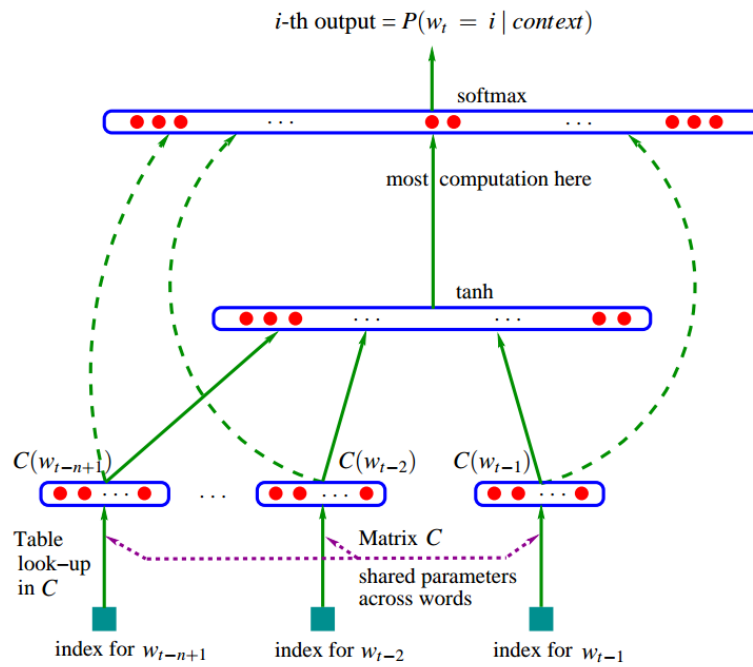 i-th output = P(w_t = i | context)
softmax
... ...
most computation here
tanh
... ...
C(w_{t−n+1}) C(w_{t−2}) C(w_{t−1})
... ... ... ...
Table
look−up
in C
Matrix C
shared parameters
across words
index for w_{t−n+1} index for w_{t−2} index for w_{t−1}